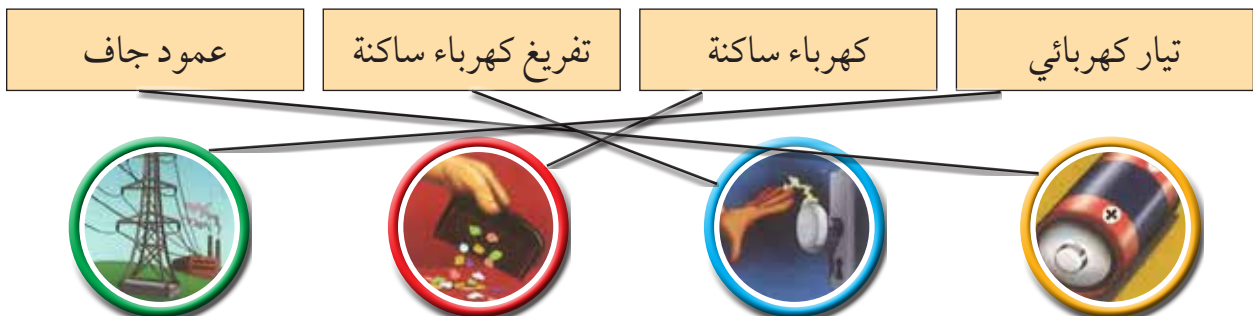 تيار كهربائي
كهرباء ساكنة
تفريغ كهرباء ساكنة
عمود جاف